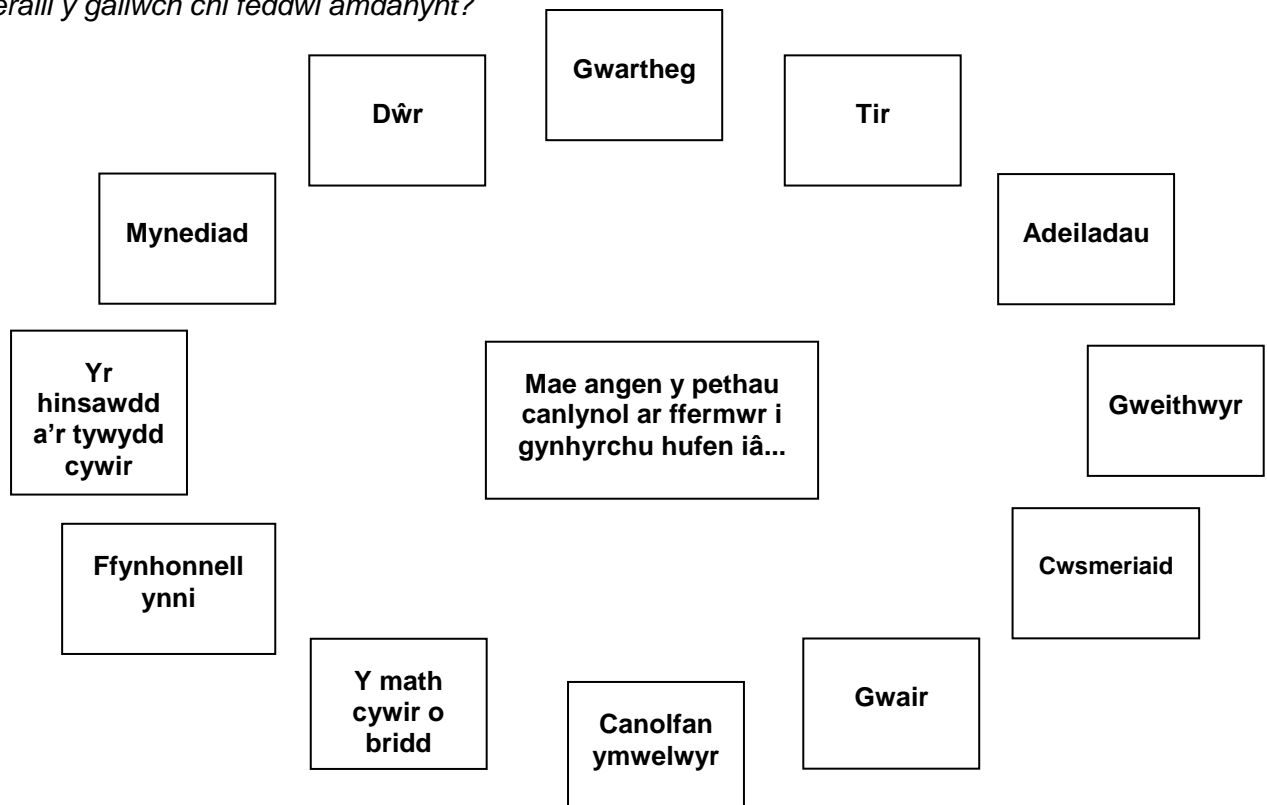 eraill y gallwch chi feddwl amdanynt?
Gwartheg
Dŵr
Tir
Mynediad
Adeiladau
Yr
hinsawdd
a'r tywydd
cywir
Mae angen y pethau
canlynol ar ffermwr i
gynhyrchu hufen iâ...
Gweithwyr
Ffynhonnell
ynni
Cwsmeriaid
Y math
cywir o
bridd
Canolfan
ymwelwyr
Gwair